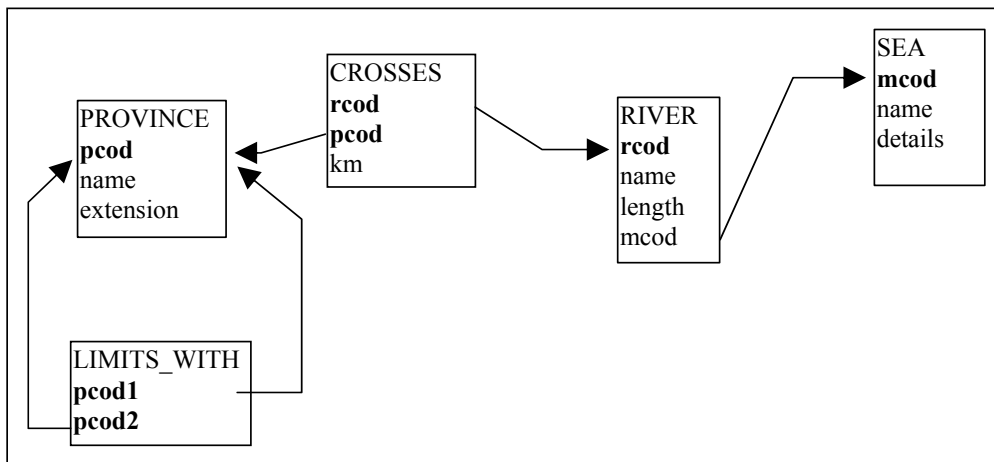 PROVINCE
pcod
name
extension
CROSSES
rcod
pcod
km
RIVER
rcod
name
length
mcod
SEA
mcod
name
details
LIMITS_WITH
pcod1
pcod2